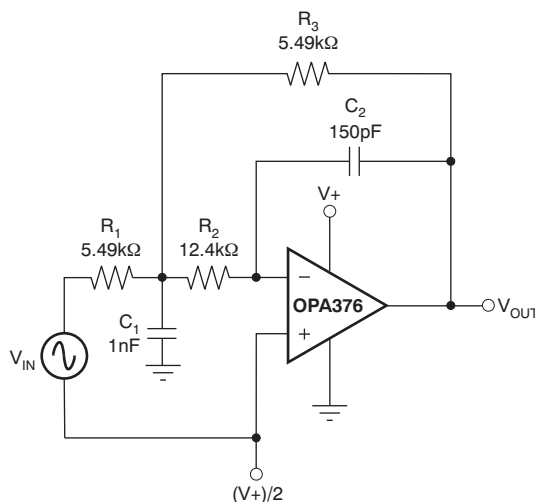 R3
5.49kΩ
C2
150pF
V+
R1
5.49kΩ
R2
12.4kΩ
−
OPA376
+
C1
1nF
VIN
VOUT
(V+)/2